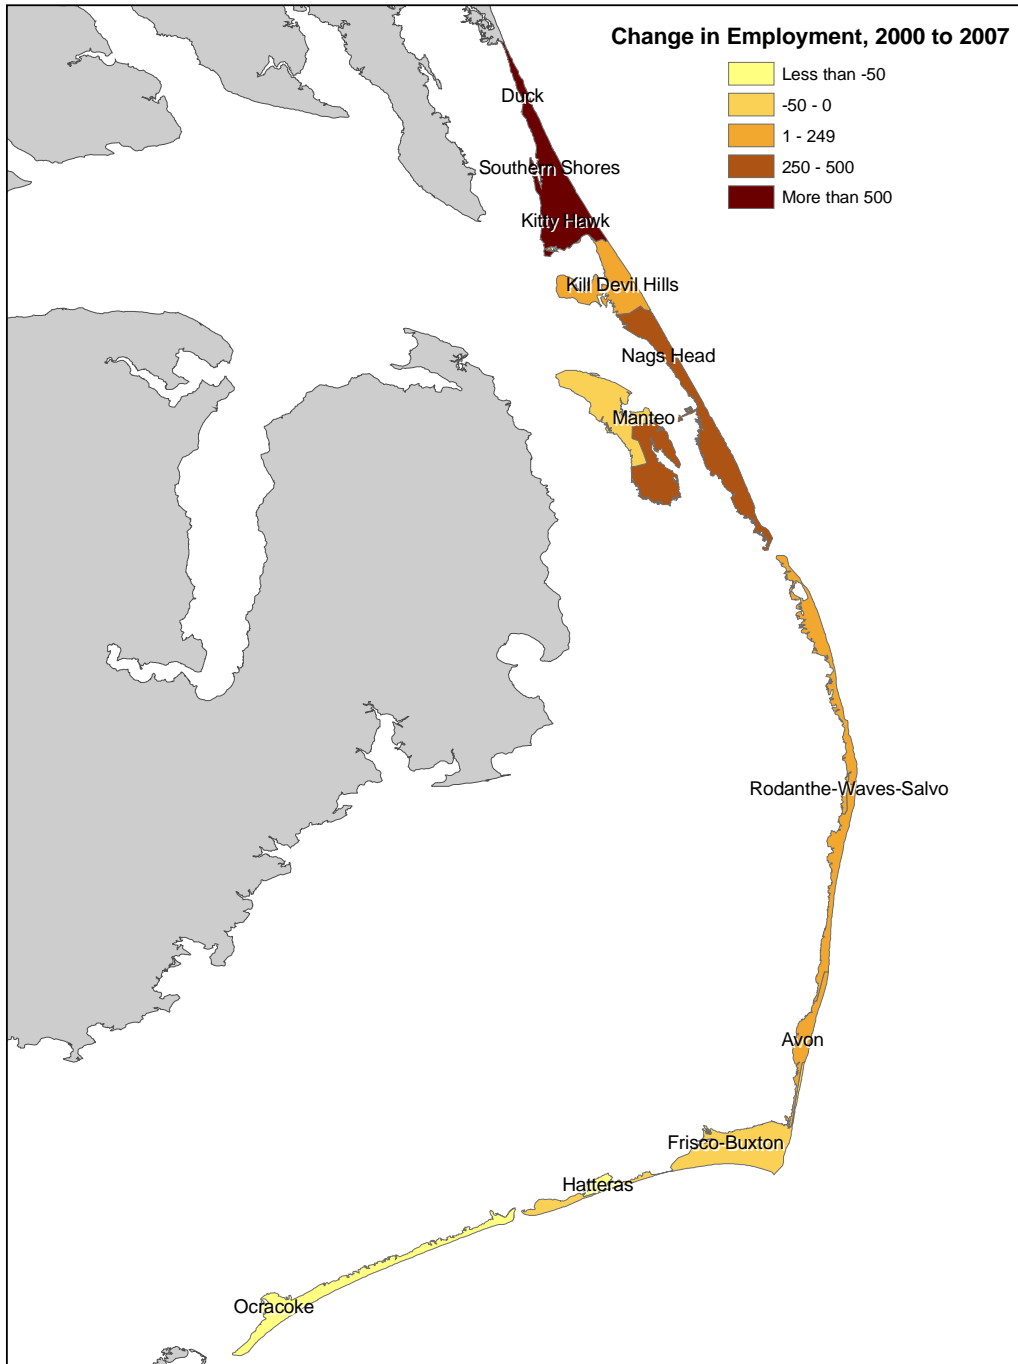 Change in Employment, 2000 to 2007
Less than -50
-50 - 0
1 - 249
250 - 500
More than 500
Duck
Southern Shores
Kitty Hawk
Kill Devil Hills
Nags Head
Manteo
Rodanthe-Waves-Salvo
Avon
Frisco-Buxton
Hatteras
Ocracoke